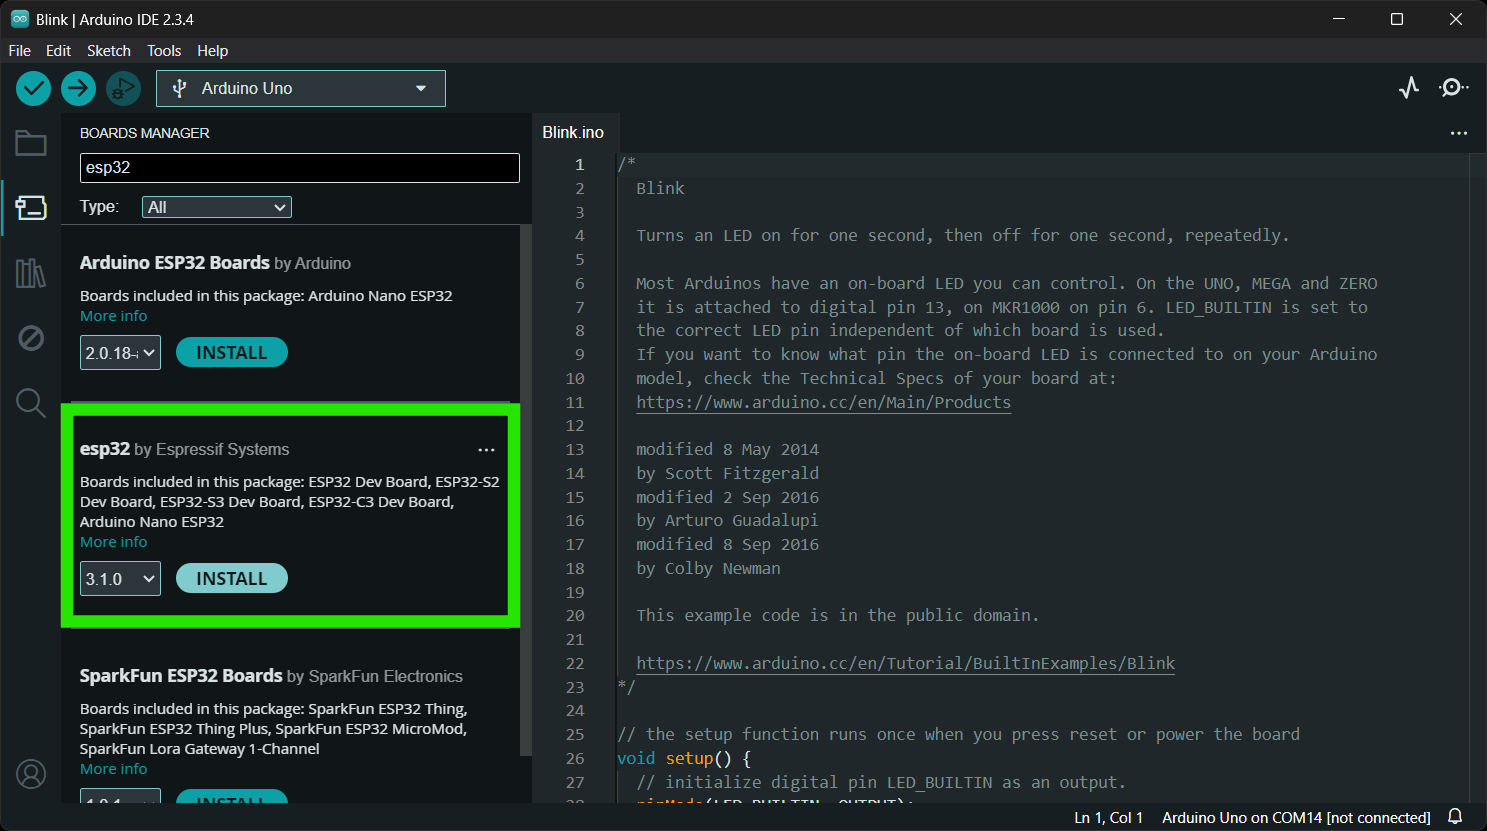 Blink | Arduino IDE 2.3.4
File Edit Sketch Tools Help
Arduino Uno
BOARDS MANAGER
esp32
Type: All
Arduino ESP32 Boards by Arduino
Boards included in this package: Arduino Nano ESP32
More info
2.0.18-
INSTALL
esp32 by Espressif Systems
Boards included in this package: ESP32 Dev Board, ESP32-S2
Dev Board, ESP32-S3 Dev Board, ESP32-C3 Dev Board,
Arduino Nano ESP32
More info
3.1.0
INSTALL
SparkFun ESP32 Boards by SparkFun Electronics
Boards included in this package: SparkFun ESP32 Thing,
SparkFun ESP32 Thing Plus, SparkFun ESP32 MicroMod,
SparkFun Lora Gateway 1-Channel
More info
INSTALL
Blink.ino
1 /*
2 Blink
3
4 Turns an LED on for one second, then off for one second, repeatedly.
5
6 Most Arduinos have an on-board LED you can control. On the UNO, MEGA and ZERO
7 it is attached to digital pin 13, on MKR1000 on pin 6. LED_BUILTIN is set to
8 the correct LED pin independent of which board is used.
9 If you want to know what pin the on-board LED is connected to on your Arduino
10 model, check the Technical Specs of your board at:
11 https://www.arduino.cc/en/Main/Products
12
13 modified 8 May 2014
14 by Scott Fitzgerald
15 modified 2 Sep 2016
16 by Arturo Guadalupi
17 modified 8 Sep 2016
18 by Colby Newman
19
20 This example code is in the public domain.
21
22 https://www.arduino.cc/en/Tutorial/BuiltInExamples/Blink
23 */
24
25 // the setup function runs once when you press reset or power the board
26 void setup() {
27 // initialize digital pin LED_BUILTIN as an output.
28 pinMode(LED_BUILTIN, OUTPUT);
Ln 1, Col 1 Arduino Uno on COM14 [not connected]